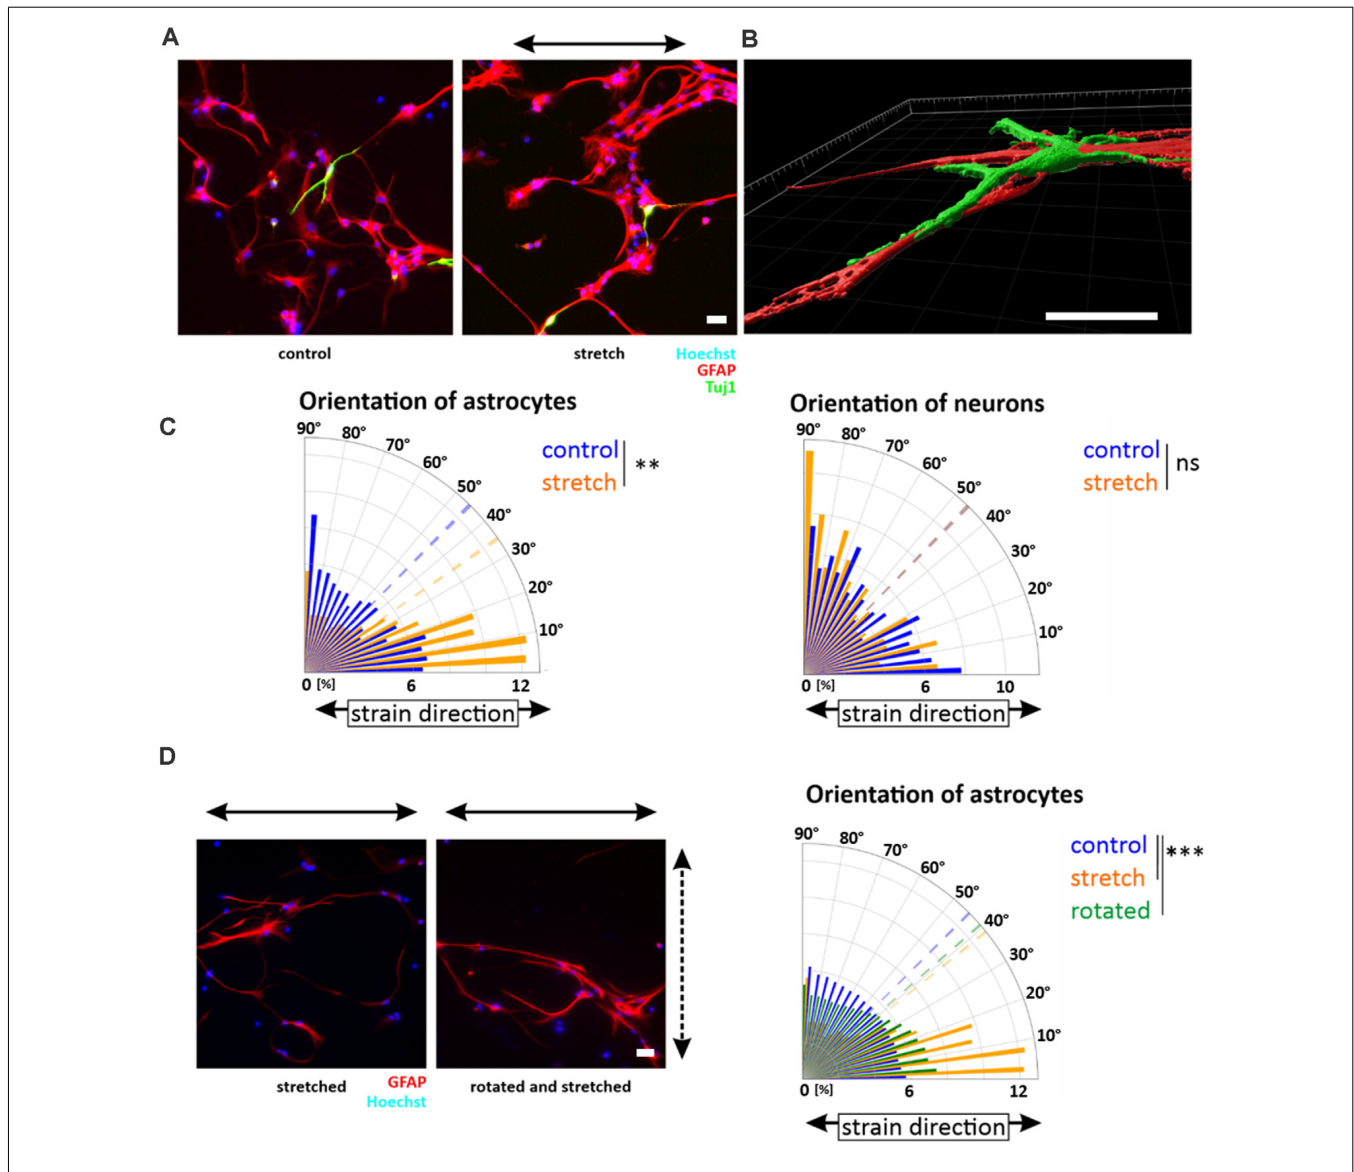 A
B
control
stretch
Hoechst
GFAP
Tuj1
C
Orientation of astrocytes
90°
80°
70°
60°
50°
40°
30°
20°
10°
control
stretch
**
0 [%] 6 12
strain direction
Orientation of neurons
90°
80°
70°
60°
50°
40°
30°
20°
10°
control
stretch
ns
0 [%] 6 10
strain direction
D
stretched
GFAP
Hoechst
rotated and stretched
Orientation of astrocytes
90°
80°
70°
60°
50°
40°
30°
20°
10°
control
stretch
rotated
***
0 [%] 6 12
strain direction